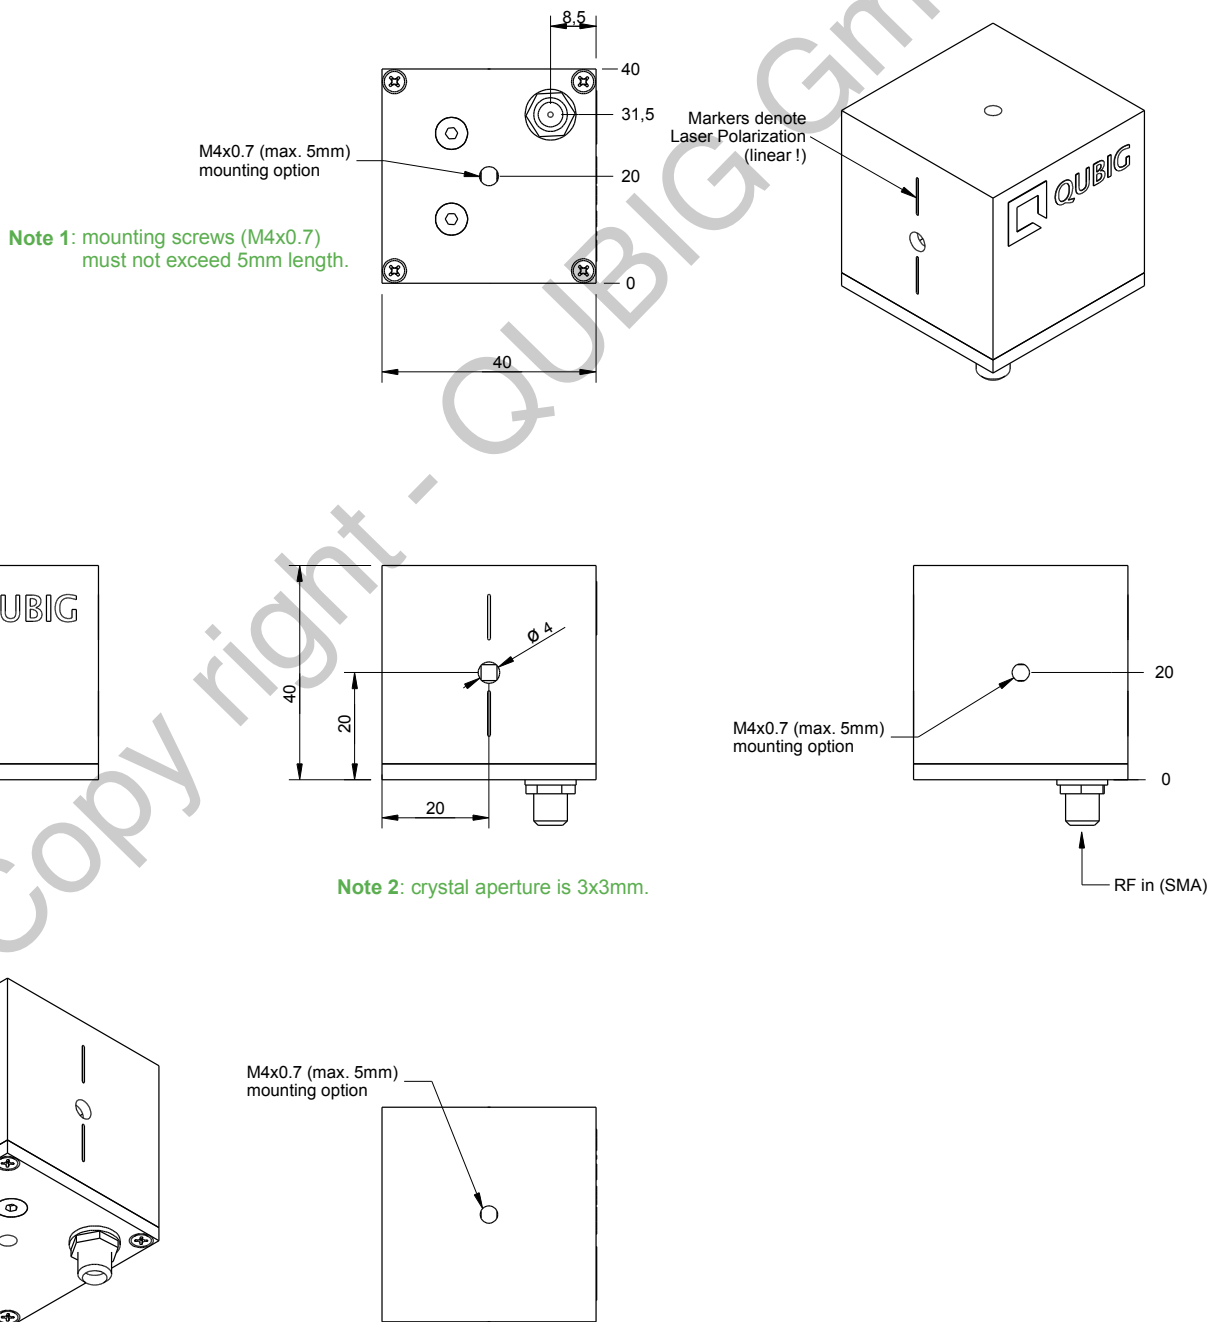 8,5
40
31,5
20
0
M4x0.7 (max. 5mm)
mounting option
Note 1: mounting screws (M4x0.7)
must not exceed 5mm length.
40
Markers denote
Laser Polarization
(linear !)
QUBIG
UBIG
40
20
20
Ø 4
Note 2: crystal aperture is 3x3mm.
M4x0.7 (max. 5mm)
mounting option
20
0
RF in (SMA)
M4x0.7 (max. 5mm)
mounting option
Copy right - QUBIG Gm